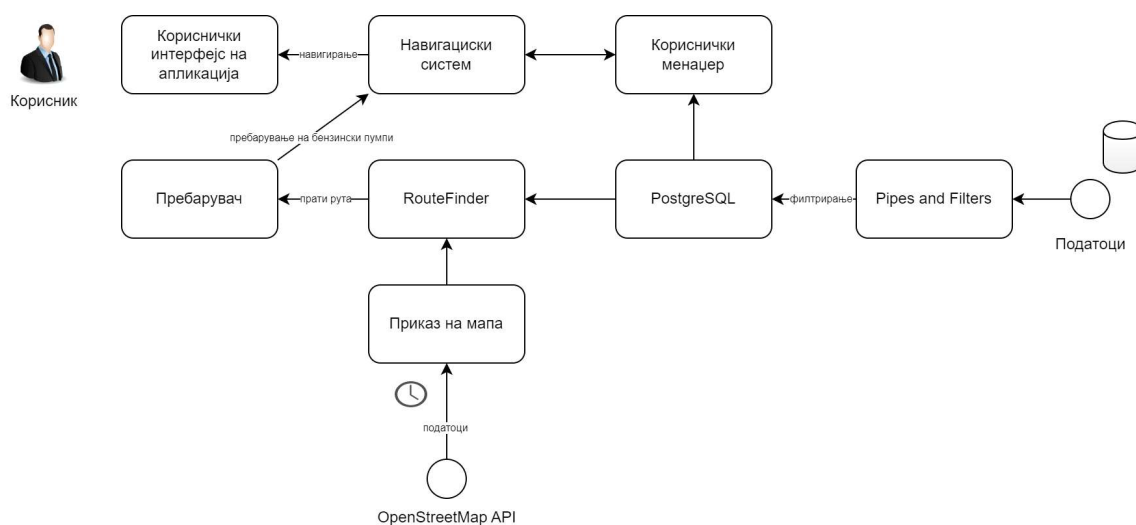 Кориснички
интерфејс на
апликација
навигирање
Навигациски
систем
Кориснички
менаџер
Корисник
пребарување на бензински пумпи
Пребарувач
прати рута
RouteFinder
PostgreSQL
филтрирање
Pipes and Filters
Податоци
Приказ на мапа
податоци
OpenStreetMap API